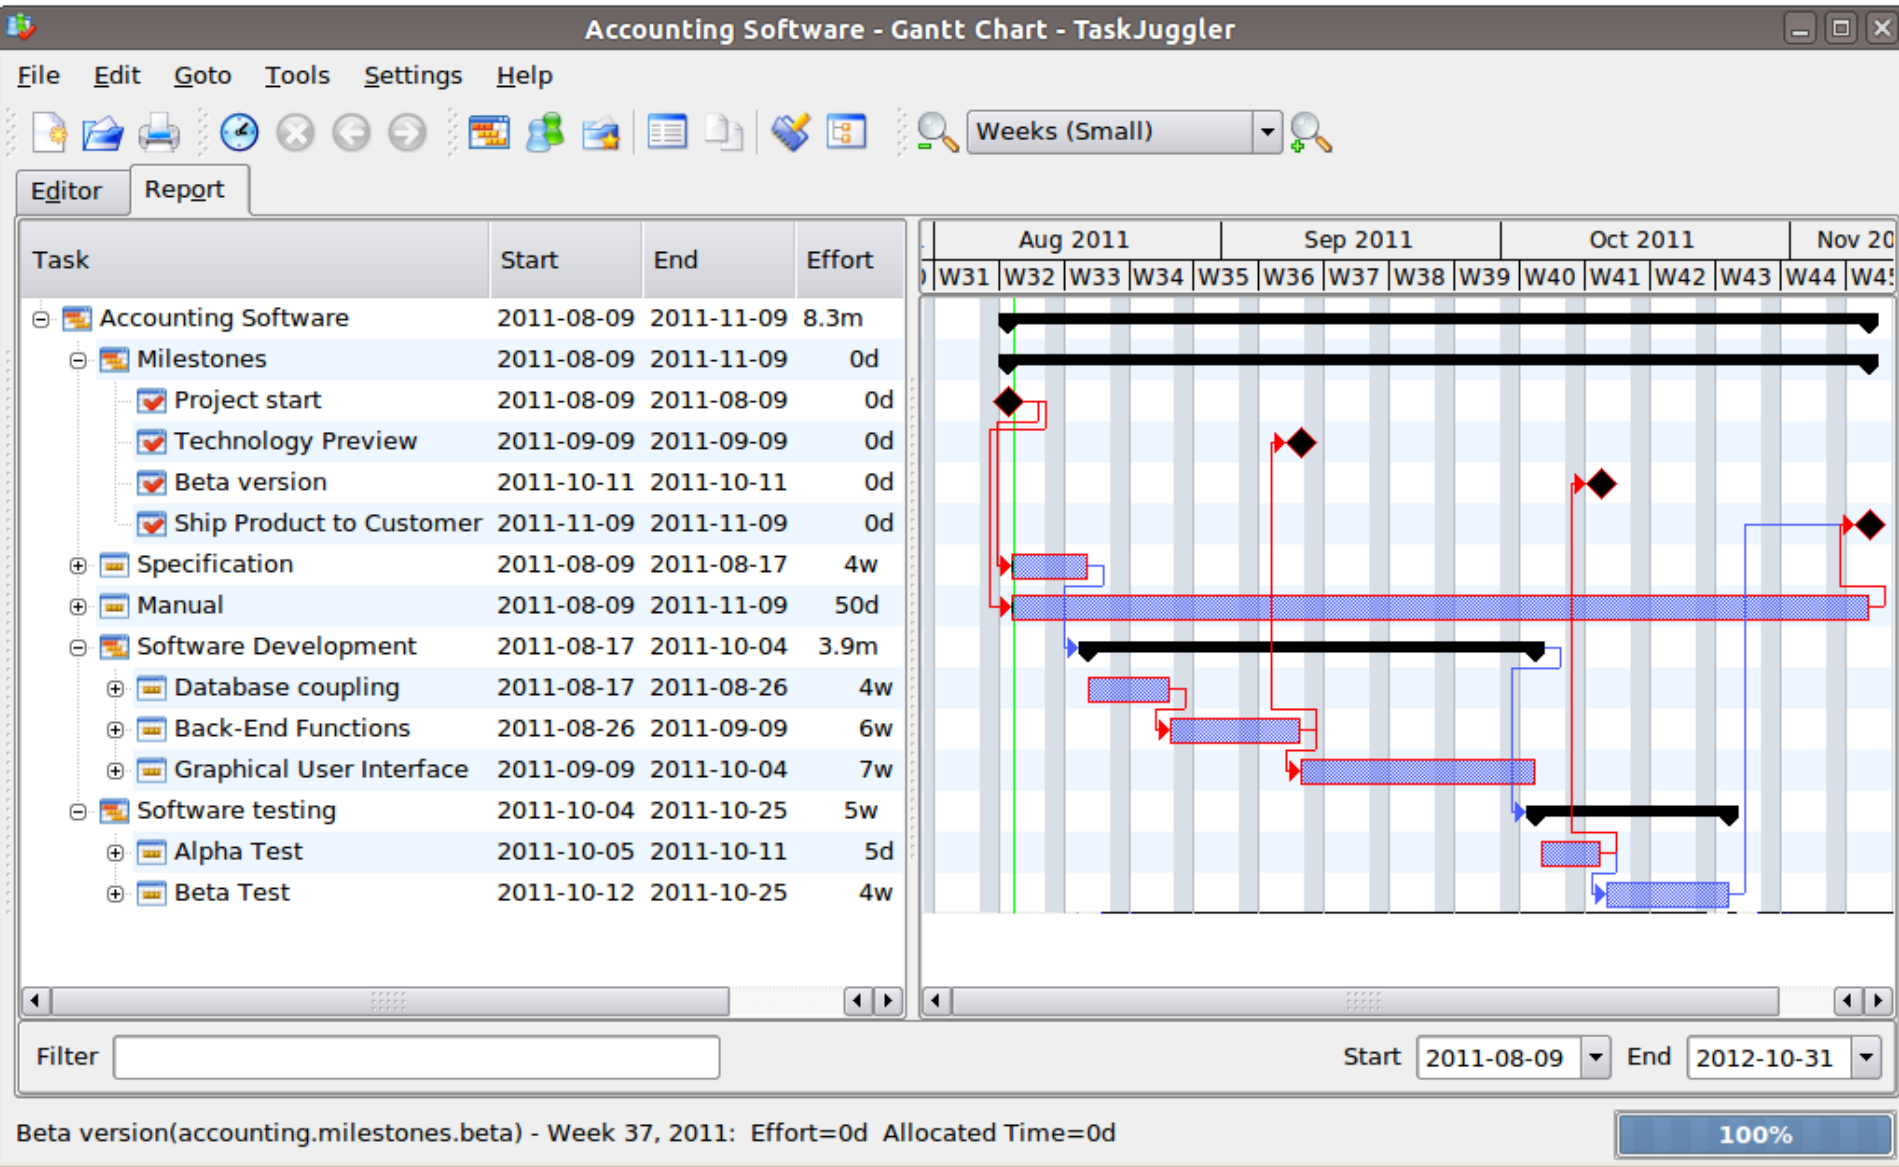 Accounting Software - Gantt Chart - TaskJuggler
File Edit Goto Tools Settings Help
Weeks (Small)
Editor Report
Task Start End Effort
Aug 2011 Sep 2011 Oct 2011 Nov 20
W31 W32 W33 W34 W35 W36 W37 W38 W39 W40 W41 W42 W43 W44 W45
Accounting Software 2011-08-09 2011-11-09 8.3m
Milestones 2011-08-09 2011-11-09 0d
Project start 2011-08-09 2011-08-09 0d
Technology Preview 2011-09-09 2011-09-09 0d
Beta version 2011-10-11 2011-10-11 0d
Ship Product to Customer 2011-11-09 2011-11-09 0d
Specification 2011-08-09 2011-08-17 4w
Manual 2011-08-09 2011-11-09 50d
Software Development 2011-08-17 2011-10-04 3.9m
Database coupling 2011-08-17 2011-08-26 4w
Back-End Functions 2011-08-26 2011-09-09 6w
Graphical User Interface 2011-09-09 2011-10-04 7w
Software testing 2011-10-04 2011-10-25 5w
Alpha Test 2011-10-05 2011-10-11 5d
Beta Test 2011-10-12 2011-10-25 4w
Filter Start 2011-08-09 End 2012-10-31
Beta version(accounting.milestones.beta) - Week 37, 2011: Effort=0d Allocated Time=0d 100%